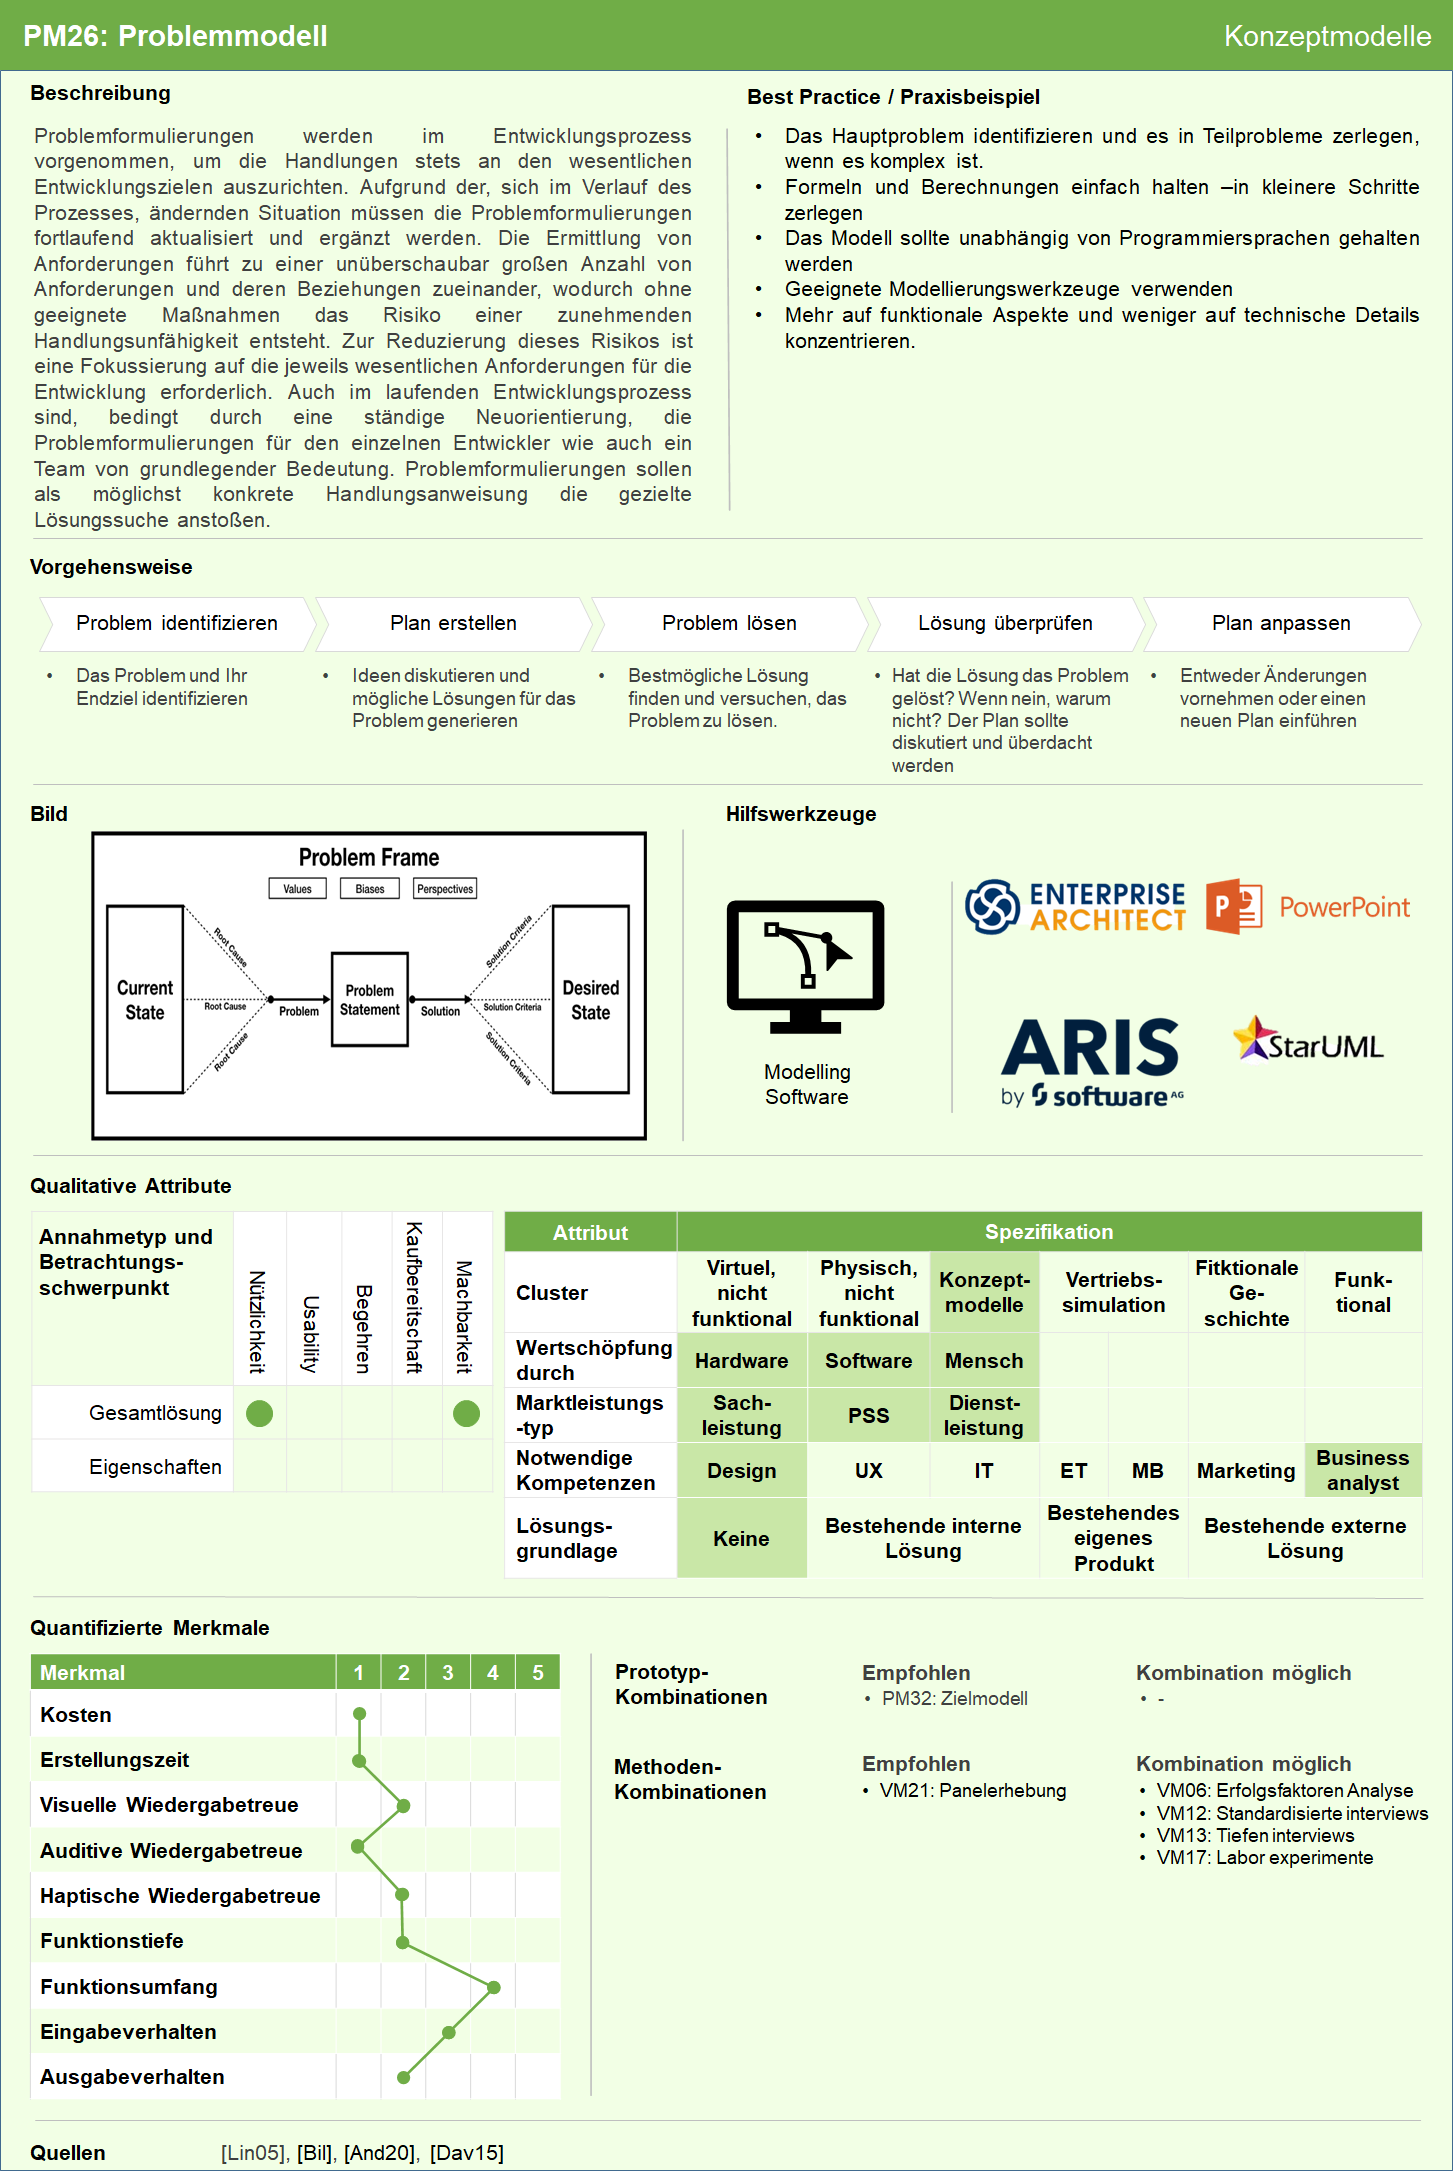 PM26: Problemmodell
Konzeptmodelle
Beschreibung
Problemformulierungen werden im Entwicklungsprozess
vorgenommen, um die Handlungen stets an den wesentlichen
Entwicklungszielen auszurichten. Aufgrund der, sich im Verlauf des
Prozesses, ändernden Situation müssen die Problemformulierungen
fortlaufend aktualisiert und ergänzt werden. Die Ermittlung von
Anforderungen führt zu einer unüberschaubar großen Anzahl von
Anforderungen und deren Beziehungen zueinander, wodurch ohne
geeignete Maßnahmen das Risiko einer zunehmenden
Handlungsunfähigkeit entsteht. Zur Reduzierung dieses Risikos ist
eine Fokussierung auf die jeweils wesentlichen Anforderungen für die
Entwicklung erforderlich. Auch im laufenden Entwicklungsprozess
sind, bedingt durch eine ständige Neuorientierung, die
Problemformulierungen für den einzelnen Entwickler wie auch ein
Team von grundlegender Bedeutung. Problemformulierungen sollen
als möglichst konkrete Handlungsanweisung die gezielte
Lösungssuche anstoßen.
Best Practice / Praxisbeispiel
• Das Hauptproblem identifizieren und es in Teilprobleme zerlegen,
wenn es komplex ist.
• Formeln und Berechnungen einfach halten –in kleinere Schritte
zerlegen
• Das Modell sollte unabhängig von Programmiersprachen gehalten
werden
• Geeignete Modellierungswerkzeuge verwenden
• Mehr auf funktionale Aspekte und weniger auf technische Details
konzentrieren.
Vorgehensweise
Problem identifizieren
• Das Problem und Ihr
Endziel identifizieren
Plan erstellen
• Ideen diskutieren und
mögliche Lösungen für das
Problem generieren
Problem lösen
• Bestmögliche Lösung
finden und versuchen, das
Problem zu lösen.
Lösung überprüfen
• Hat die Lösung das Problem
gelöst? Wenn nein, warum
nicht? Der Plan sollte
diskutiert und überdacht
werden
Plan anpassen
• Entweder Änderungen
vornehmen oder einen
neuen Plan einführen
Bild
Problem Frame
Values
Biases
Perspectives
Current
State
Root Cause
Root Cause
Root Cause
Problem
Problem
Statement
Solution
Solution Criteria
Solution Criteria
Solution Criteria
Desired
State
Hilfswerkzeuge
Modelling
Software
ENTERPRISE
ARCHITECT
P
PowerPoint
ARIS
by software AG
StarUML
Qualitative Attribute
Annahmetyp und
Betrachtungs-
schwerpunkt
Nützlichkeit
Usability
Begehren
Kaufbereitschaft
Machbarkeit
Gesamtlösung
Eigenschaften
Attribut
Spezifikation
Cluster
Virtuel,
nicht
funktional
Physisch,
nicht
funktional
Konzept-
modelle
Vertriebs-
simulation
Fitktionale
Ge-
schichte
Funk-
tional
Wertschöpfung
durch
Hardware
Software
Mensch
Marktleistungs
-typ
Sach-
leistung
PSS
Dienst-
leistung
Notwendige
Kompetenzen
Design
UX
IT
ET
MB
Marketing
Business
analyst
Lösungs-
grundlage
Keine
Bestehende interne
Lösung
Bestehendes
eigenes
Produkt
Bestehende externe
Lösung
Quantifizierte Merkmale
Merkmal 1 2 3 4 5
Kosten
Erstellungszeit
Visuelle Wiedergabetreue
Auditive Wiedergabetreue
Haptische Wiedergabetreue
Funktionstiefe
Funktionsumfang
Eingabeverhalten
Ausgabeverhalten
Prototyp-
Kombinationen
Empfohlen
• PM32: Zielmodell
Kombination möglich
• -
Methoden-
Kombinationen
Empfohlen
• VM21: Panelerhebung
Kombination möglich
• VM06: Erfolgsfaktoren Analyse
• VM12: Standardisierte interviews
• VM13: Tiefen interviews
• VM17: Labor experimente
Quellen
[Lin05], [Bil], [And20], [Dav15]